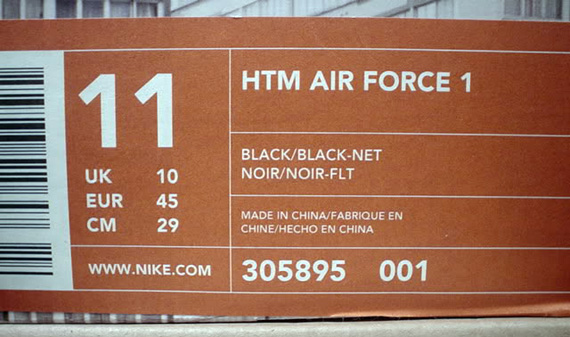 11
UK 10
EUR 45
CM 29
WWW.NIKE.COM
HTM AIR FORCE 1
BLACK/BLACK-NET
NOIR/NOIR-FLT
MADE IN CHINA/FABRIQUE EN
CHINE/HECHO EN CHINA
305895 001